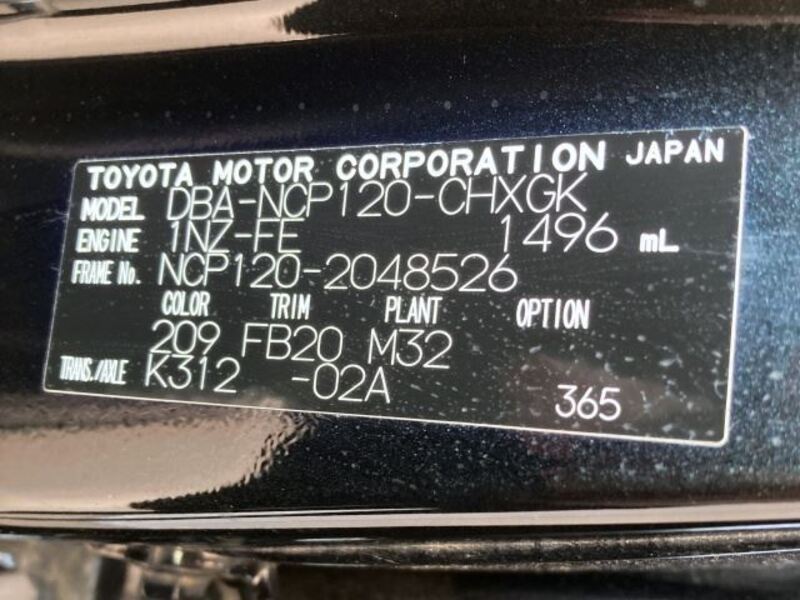 TOYOTA MOTOR CORPORATION JAPAN
MODEL DBA-NCP120-CHXGK
ENGINE 1NZ-FE 1496 mL
FRAME No. NCP120-2048526
COLOR TRIM PLANT OPTION
209 FB20 M32
TRANS./AXLE K312 -02A
365